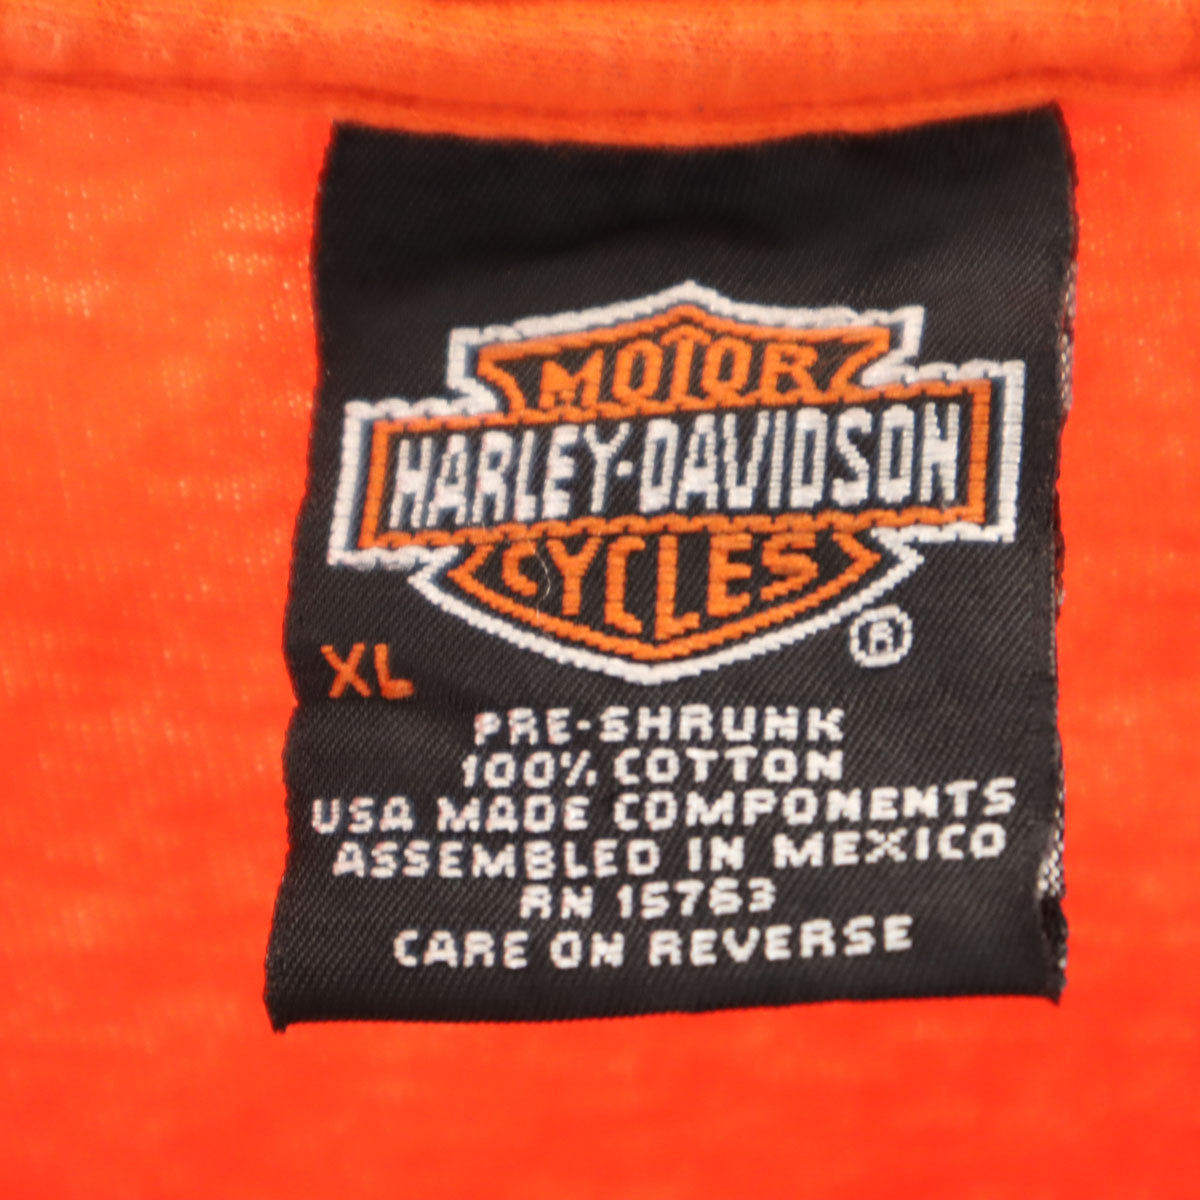 MOTOR
HARLEY-DAVIDSON
CYCLES
®
XL
PRE-SHRUNK
100% COTTON
USA MADE COMPONENTS
ASSEMBLED IN MEXICO
RN 15763
CARE ON REVERSE